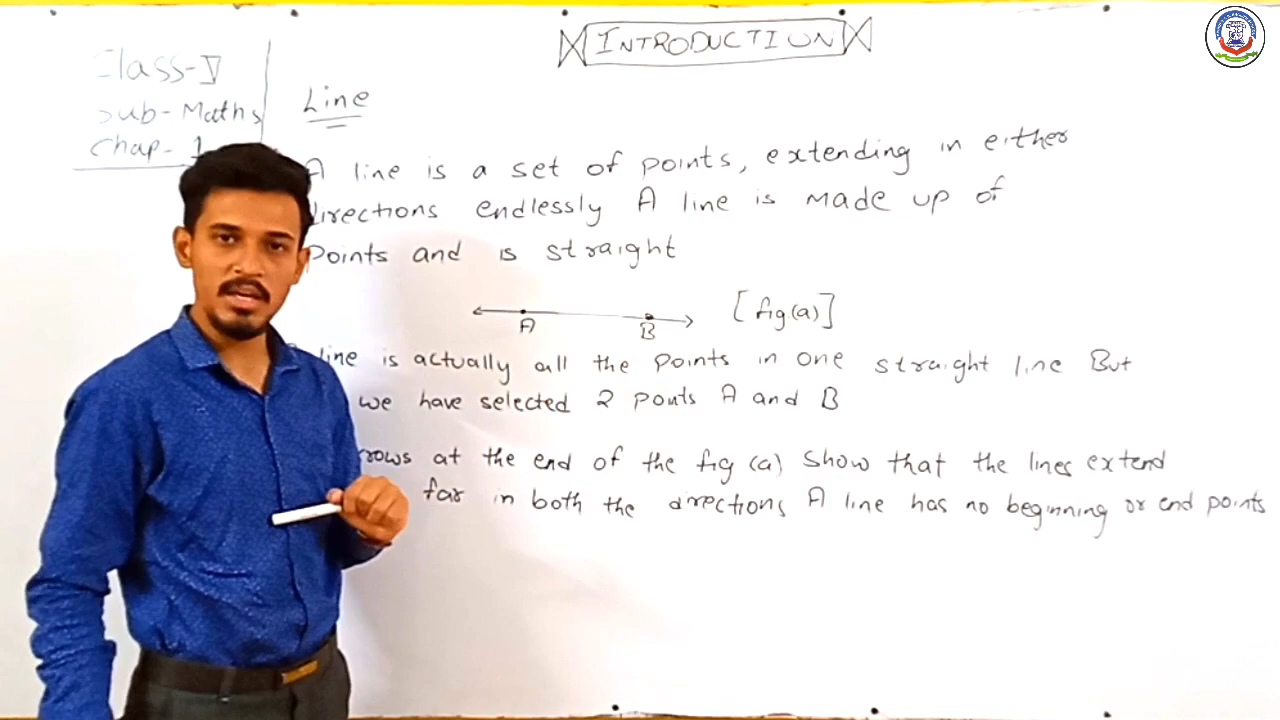 INTRODUCTION
Class-V
Sub-Maths
Chap-1
Line
A line is a set of points, extending in either
directions endlessly A line is made up of
Points and is straight
A B [fig(a)]
line is actually all the points in one straight line But
we have selected 2 points A and B
rows at the end of the fig (a) show that the lines extend
far in both the directions A line has no beginning or end points